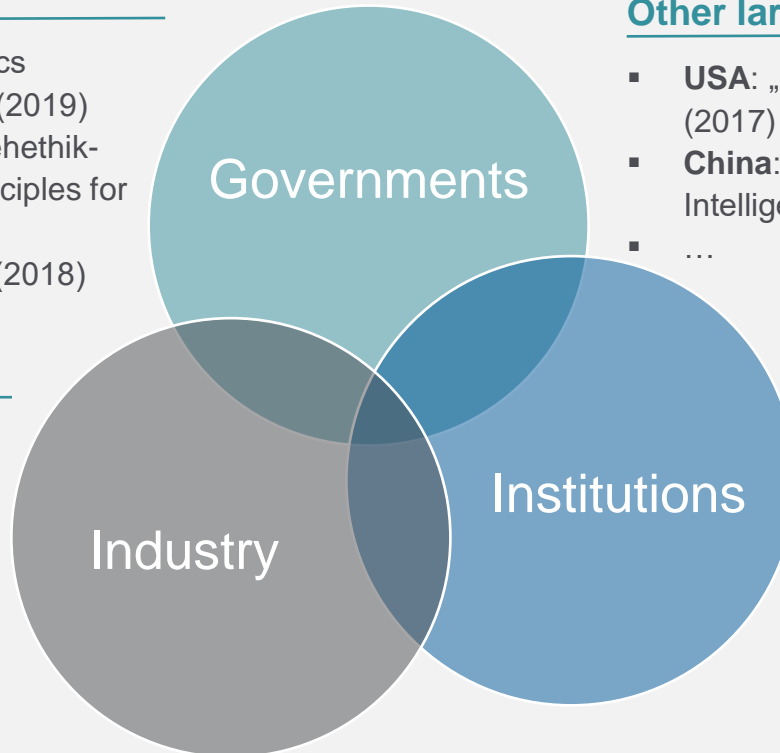 cs
(2019)
ehethik-
ciples for
(2018)
Other lar
▪ USA: „
(2017)
▪ China:
Intellige
▪ …
Governments
Institutions
Industry